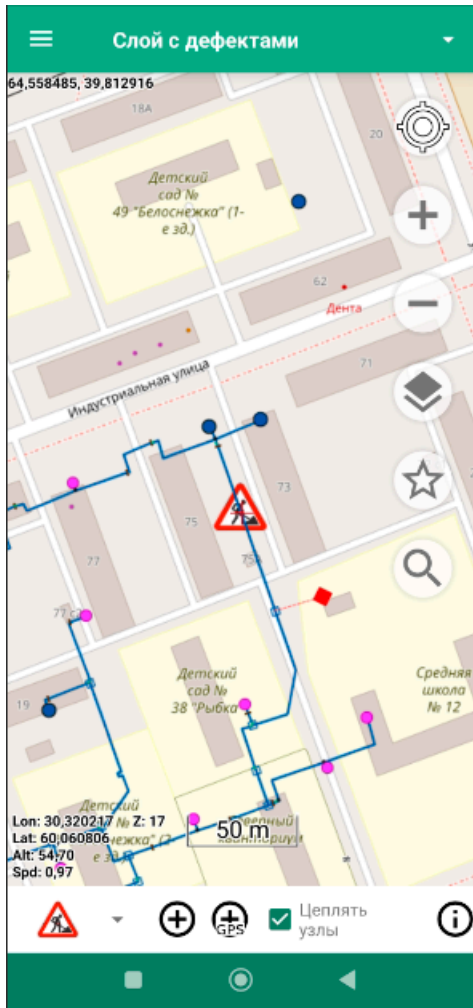 Слой с дефектами
64,558485, 39,812916
18А
20
Детский
сад №
49 "Белоснежка" (1-
е зд.)
62
Дента
71
Индустриальная улица
73
75
77
19
Детский
сад №
38 "Рыбка"
Средняя
школа
№ 12
Lon: 30,320217 Z: 17
Lat: 60,060806
Alt: 54,70
Spd: 0,97
Детский
50 m
GPS
Цеплять
узлы